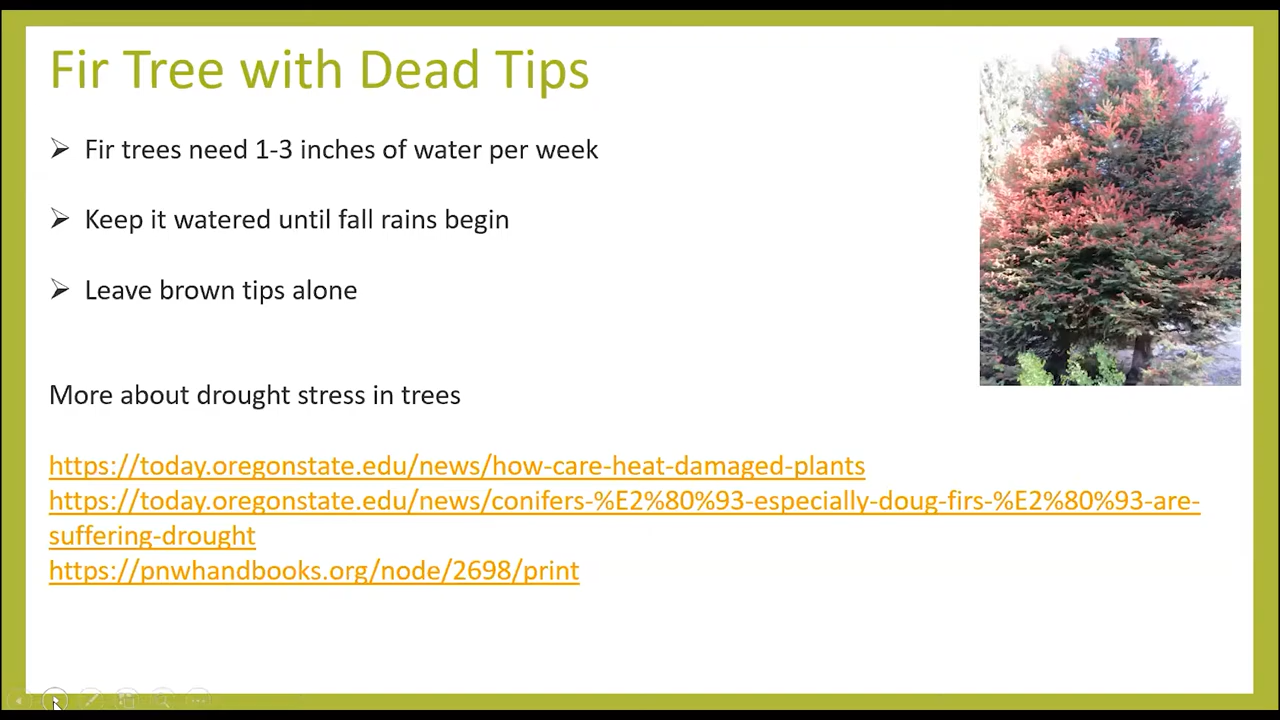 Fir Tree with Dead Tips
Fir trees need 1-3 inches of water per week
Keep it watered until fall rains begin
Leave brown tips alone
More about drought stress in trees
https://today.oregonstate.edu/news/how-care-heat-damaged-plants
https://today.oregonstate.edu/news/conifers-%E2%80%93-especially-doug-firs-%E2%80%93-are-
suffering-drought
https://pnwhandbooks.org/node/2698/print